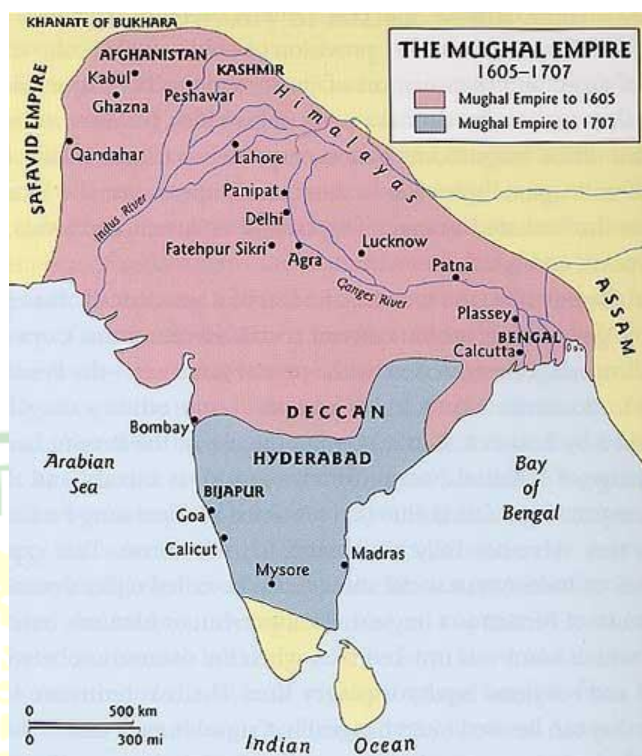 KHANATE OF BUKHARA
THE MUGHAL EMPIRE
1605–1707
Mughal Empire to 1605
Mughal Empire to 1707
SAFAVID EMPIRE
AFGHANISTAN
KASHMIR
Kabul
Peshawar
Ghazna
Himalayas
Qandahar
Lahore
Indus River
Panipat
Delhi
Fatehpur Sikri
Agra
Lucknow
Patna
Ganges River
ASSAM
Plassey
BENGAL
Calcutta
DECCAN
Bombay
HYDERABAD
Arabian
Sea
Bay
of
Bengal
BIJAPUR
Goa
Calicut
Madras
Mysore
0
500 km
0
300 mi
Indian Ocean